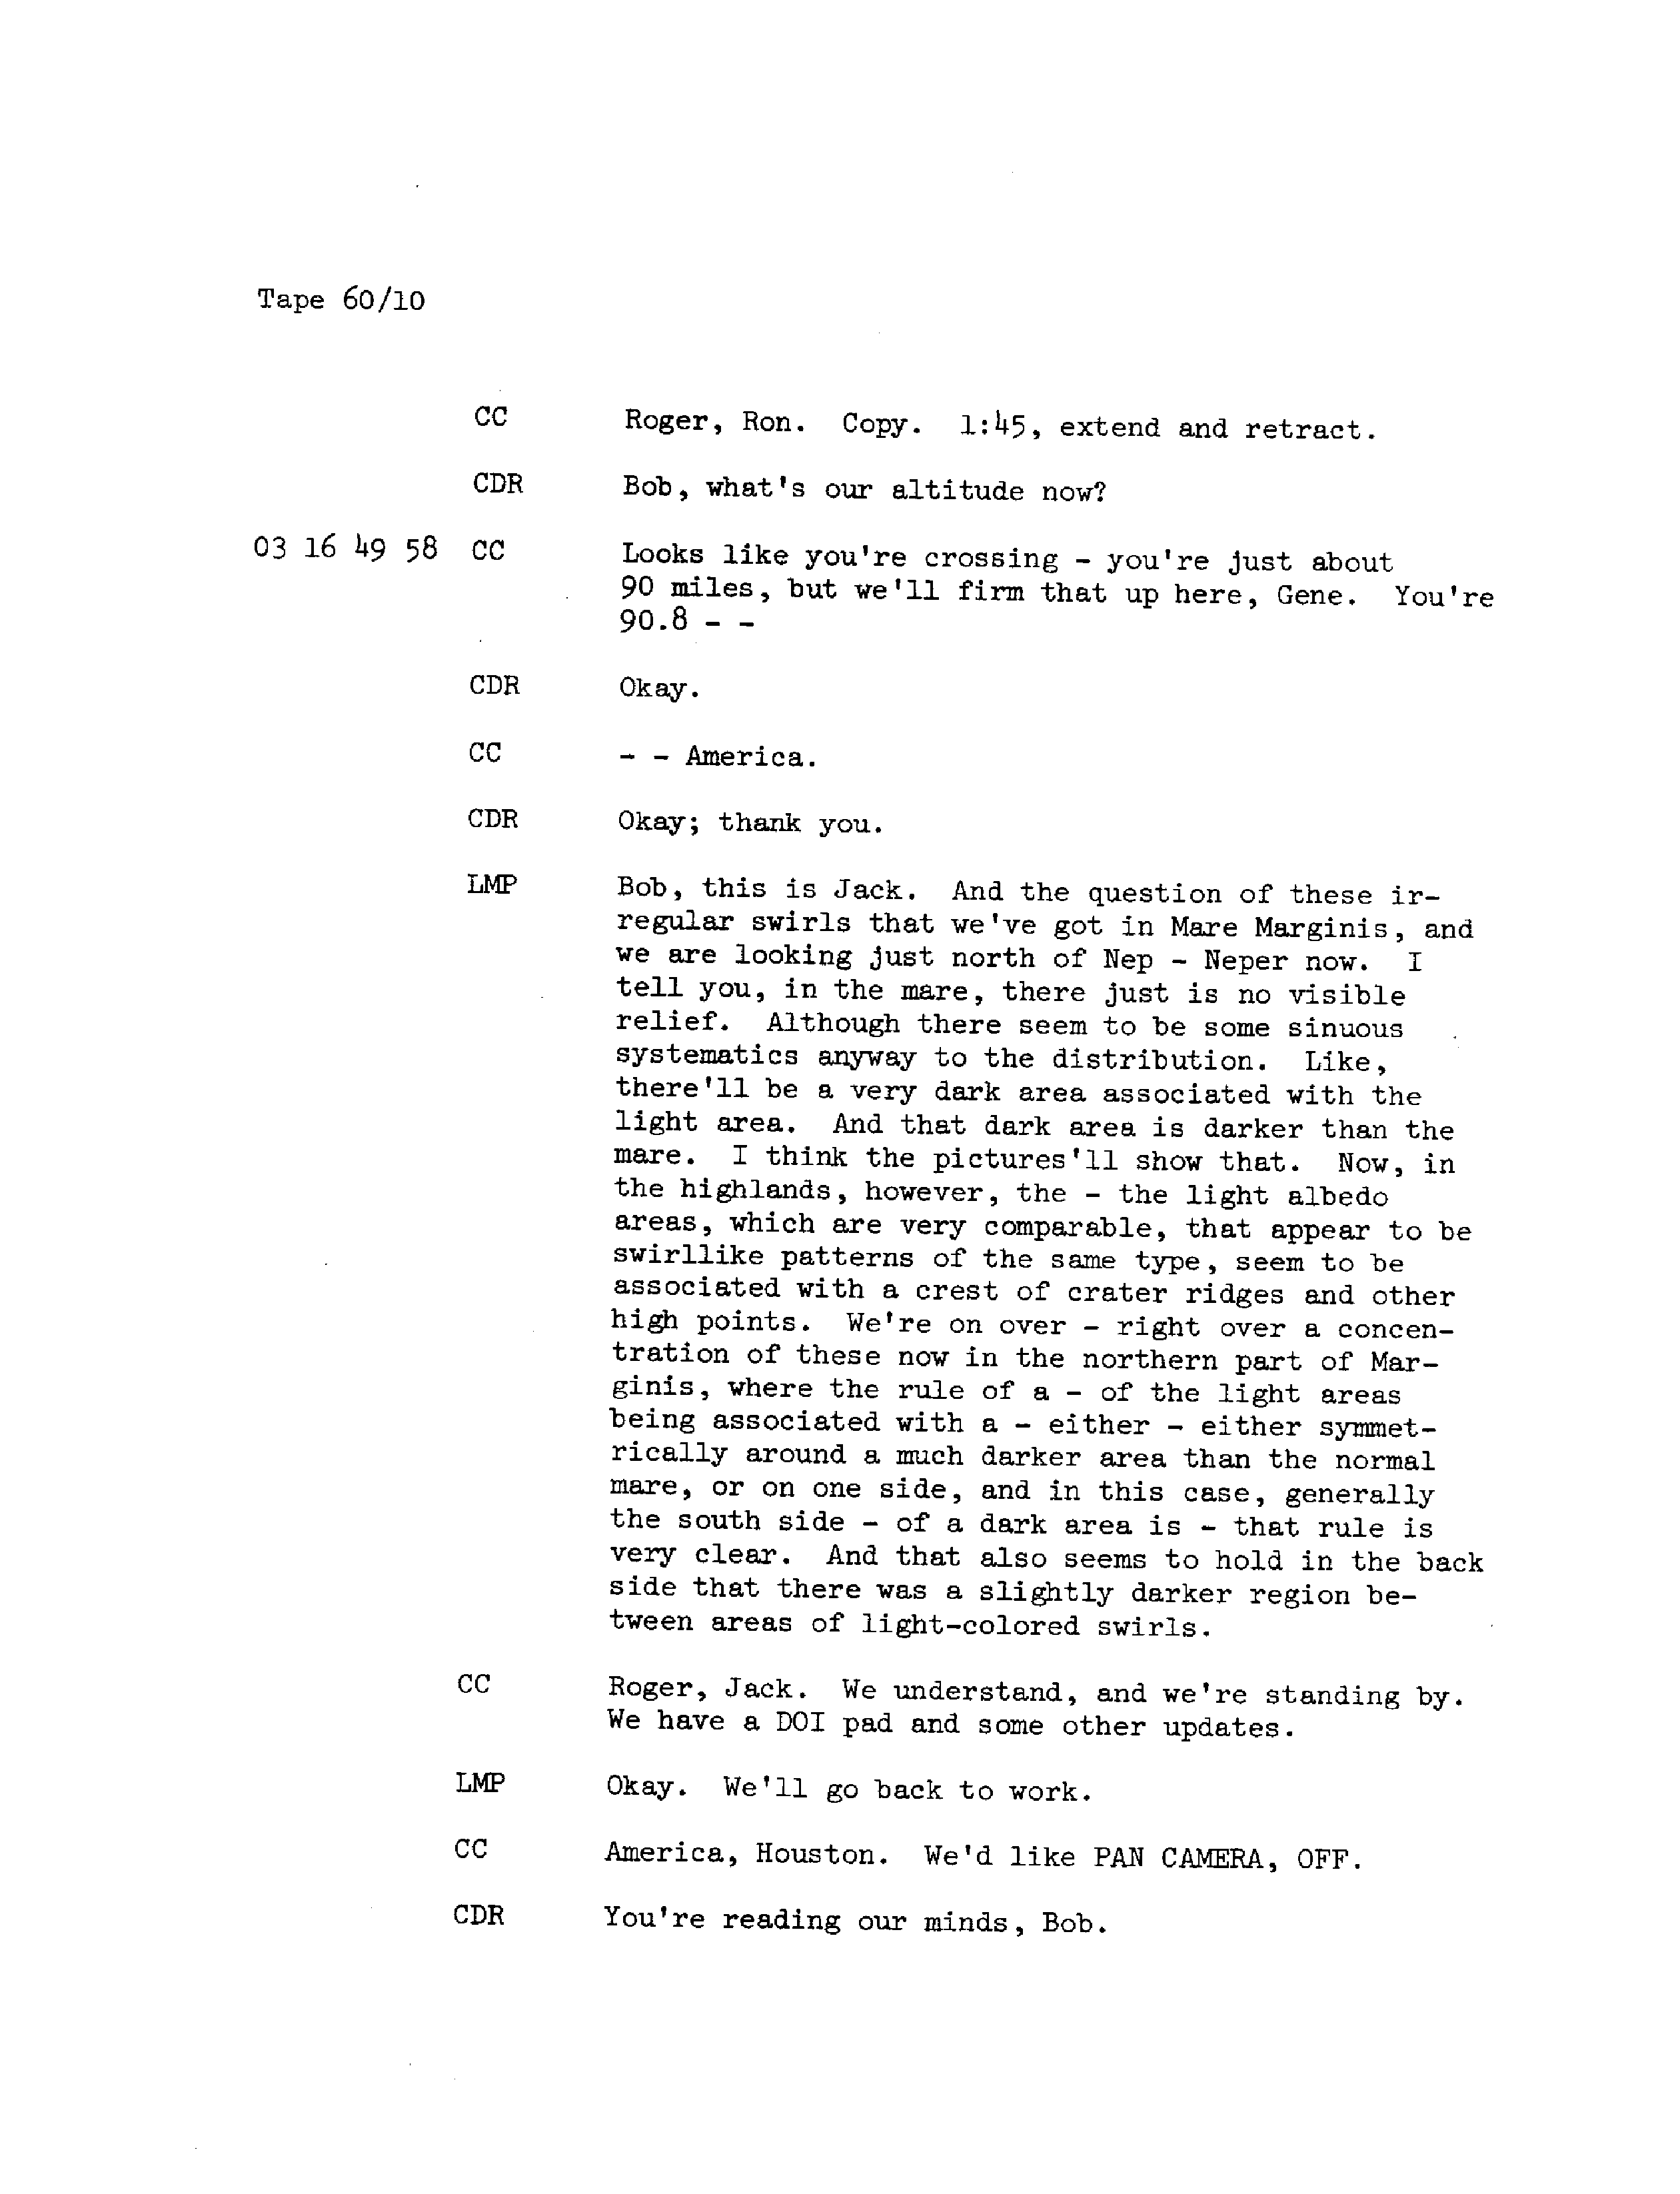 Tape 60/10
CC Roger, Ron. Copy. 1:45, extend and retract.
CDR Bob, what's our altitude now?
03 16 49 58 CC Looks like you're crossing - you're just about
90 miles, but we'll firm that up here, Gene. You're
90.8 - -
CDR Okay.
CC - - America.
CDR Okay; thank you.
LMP Bob, this is Jack. And the question of these ir-
regular swirls that we've got in Mare Marginis, and
we are looking just north of Nep - Neper now. I
tell you, in the mare, there just is no visible
relief. Although there seem to be some sinuous
systematics anyway to the distribution. Like,
there'll be a very dark area associated with the
light area. And that dark area is darker than the
mare. I think the pictures'll show that. Now, in
the highlands, however, the - the light albedo
areas, which are very comparable, that appear to be
swirllike patterns of the same type, seem to be
associated with a crest of crater ridges and other
high points. We're on over - right over a concen-
tration of these now in the northern part of Mar-
ginis, where the rule of a - of the light areas
being associated with a - either - either symmet-
rically around a much darker area than the normal
mare, or on one side, and in this case, generally
the south side - of a dark area is - that rule is
very clear. And that also seems to hold in the back
side that there was a slightly darker region be-
tween areas of light-colored swirls.
CC Roger, Jack. We understand, and we're standing by.
We have a DOI pad and some other updates.
LMP Okay. We'll go back to work.
CC America, Houston. We'd like PAN CAMERA, OFF.
CDR You're reading our minds, Bob.